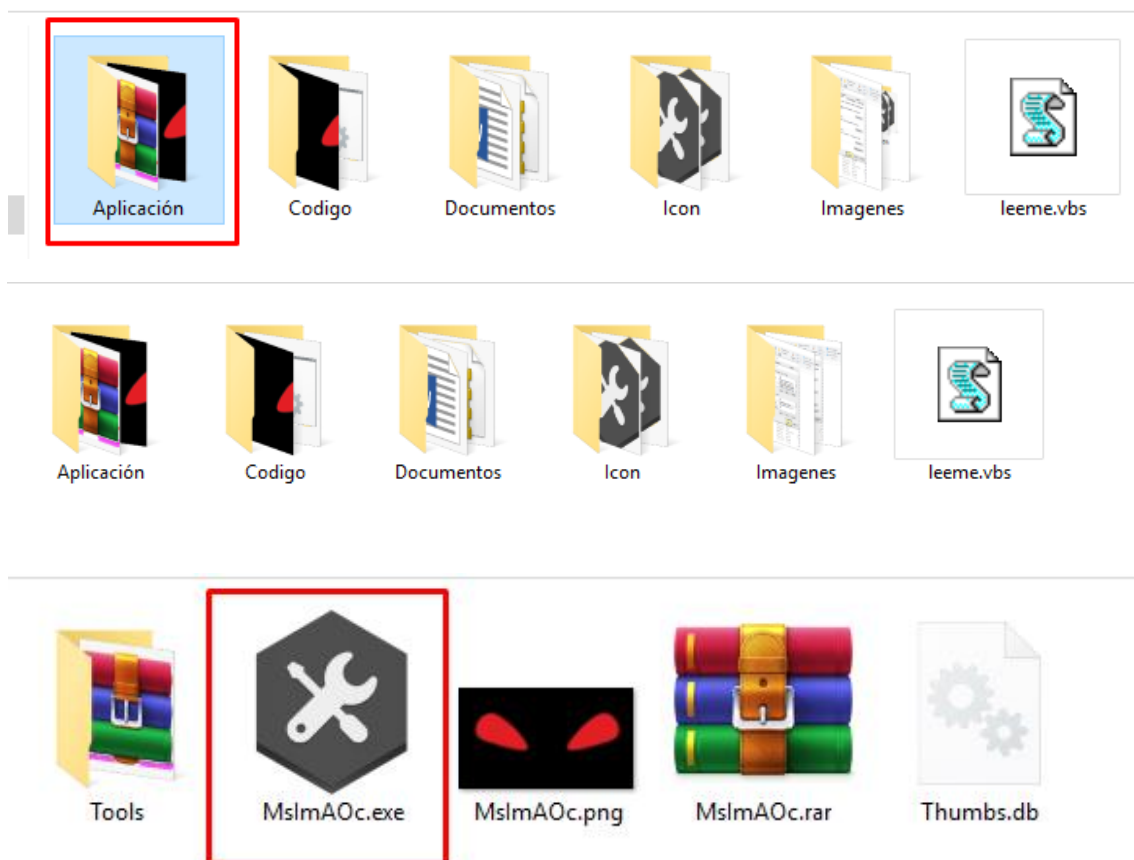 Aplicación
Codigo
Documentos
Icon
Imagenes
leeme.vbs
Aplicación
Codigo
Documentos
Icon
Imagenes
leeme.vbs
Tools
MslmAOc.exe
MslmAOc.png
MslmAOc.rar
Thumbs.db